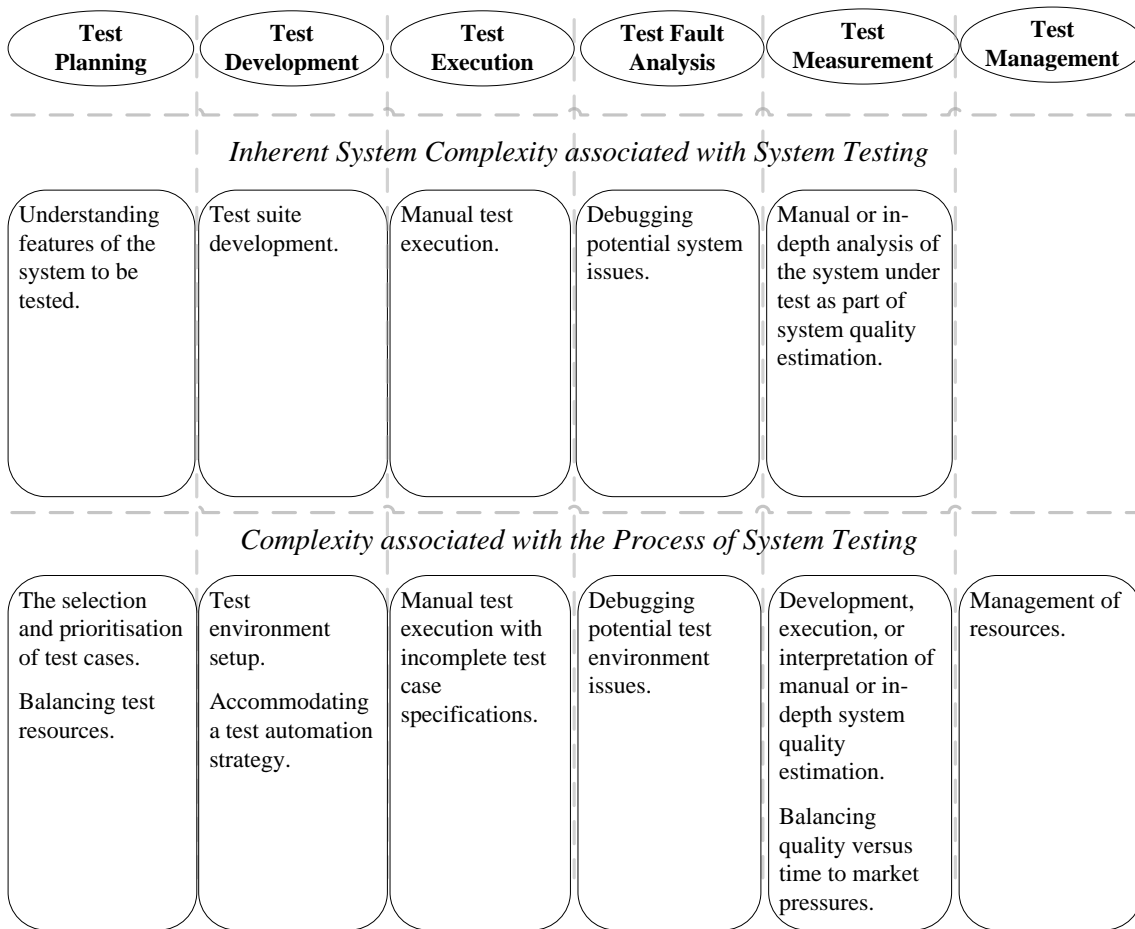 Test
Planning
Test
Development
Test
Execution
Test Fault
Analysis
Test
Measurement
Test
Management
Inherent System Complexity associated with System Testing
Understanding
features of the
system to be
tested.
Test suite
development.
Manual test
execution.
Debugging
potential system
issues.
Manual or in-
depth analysis of
the system under
test as part of
system quality
estimation.
Complexity associated with the Process of System Testing
The selection
and prioritisation
of test cases.
Balancing test
resources.
Test
environment
setup.
Accommodating
a test automation
strategy.
Manual test
execution with
incomplete test
case
specifications.
Debugging
potential test
environment
issues.
Development,
execution, or
interpretation of
manual or in-
depth system
quality
estimation.
Balancing
quality versus
time to market
pressures.
Management of
resources.